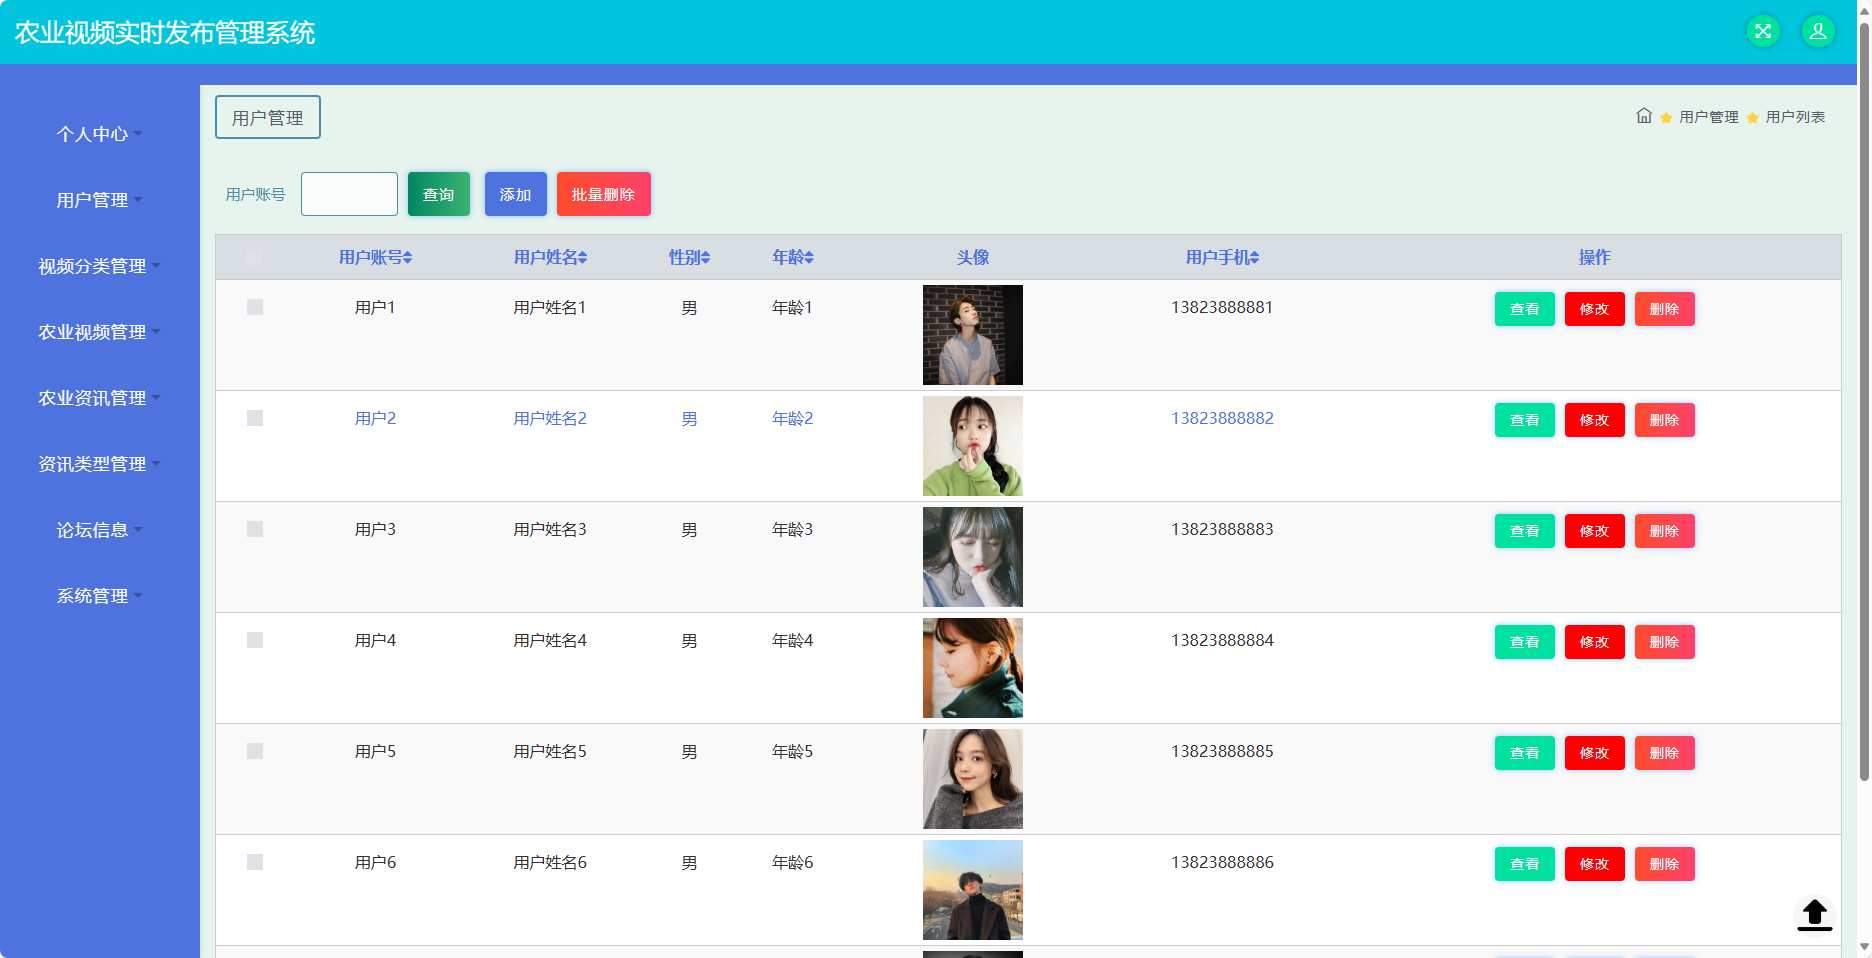 农业视频实时发布管理系统
个人中心
用户管理
视频分类管理
农业视频管理
农业资讯管理
资讯类型管理
论坛信息
系统管理
用户管理
用户管理 用户列表
用户账号 查询 添加 批量删除
用户账号 用户姓名 性别 年龄 头像 用户手机 操作
用户1 用户姓名1 男 年龄1 13823888881 查看 修改 删除
用户2 用户姓名2 男 年龄2 13823888882 查看 修改 删除
用户3 用户姓名3 男 年龄3 13823888883 查看 修改 删除
用户4 用户姓名4 男 年龄4 13823888884 查看 修改 删除
用户5 用户姓名5 男 年龄5 13823888885 查看 修改 删除
用户6 用户姓名6 男 年龄6 13823888886 查看 修改 删除